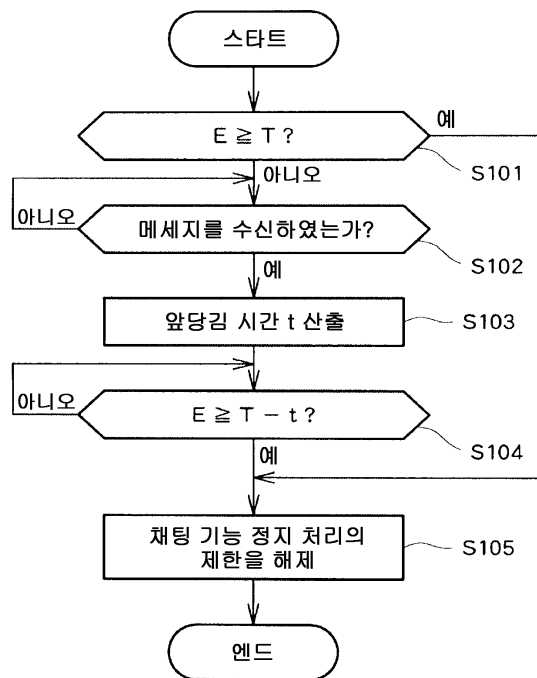 스타트
E ≧ T ?
예
S101
아니오
아니오
메세지를 수신하였는가?
S102
예
앞당김 시간 t 산출
S103
아니오
E ≧ T － t ?
S104
예
채팅 기능 정지 처리의
제한을 해제
S105
엔드